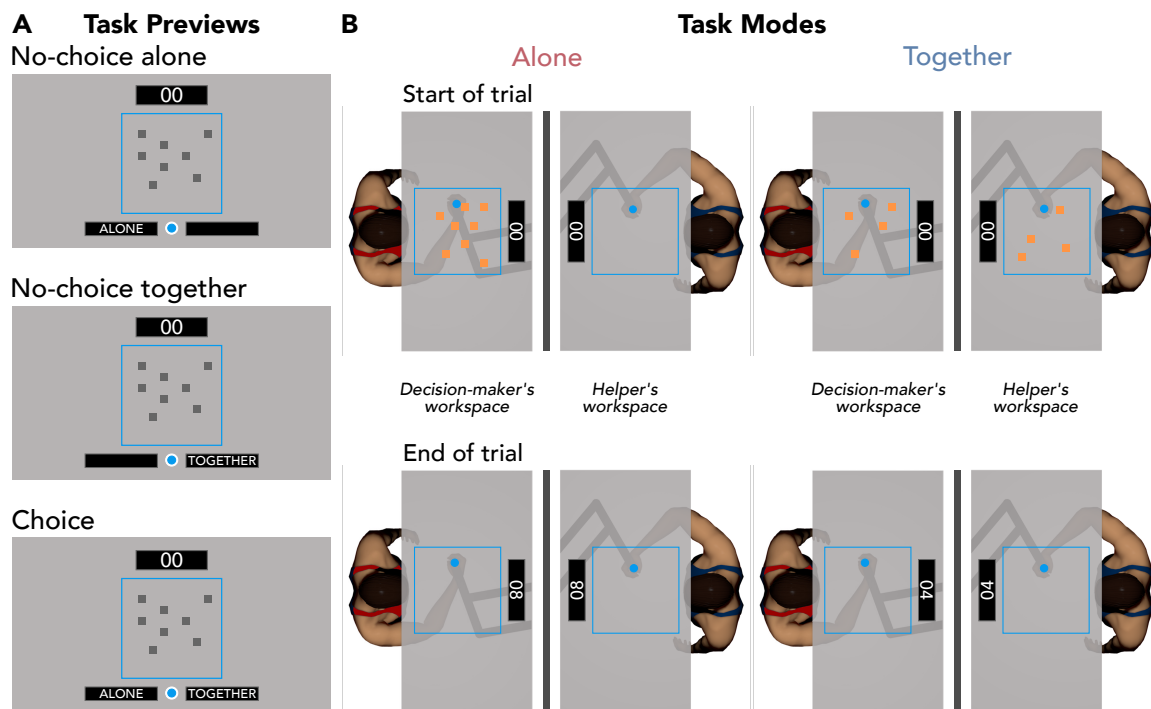 A Task Previews
No-choice alone
00
ALONE
No-choice together
00
TOGETHER
Choice
00
ALONE TOGETHER
B Task Modes
Alone Together
Start of trial
00 00 00 00
Decision-maker's workspace
Helper's workspace
Decision-maker's workspace
Helper's workspace
End of trial
08 08 04 04